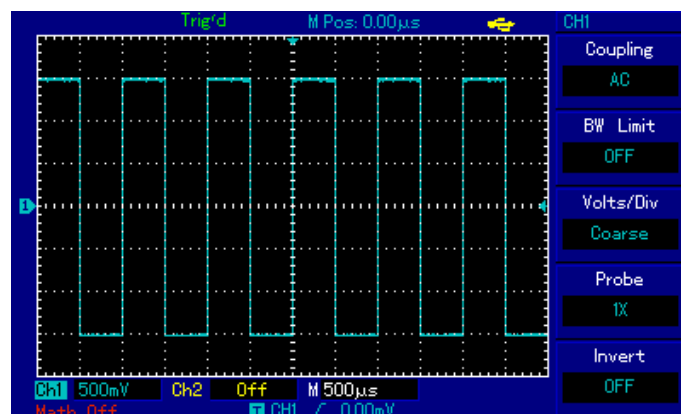 Trig'd M Pos: 0.00µs CH1
Coupling
AC
BW Limit
OFF
1 Volts/Div
Coarse
Probe
1X
Invert
OFF
Ch1 500mV Ch2 Off M 500µs
Math Off T CH1 / 0.00mV